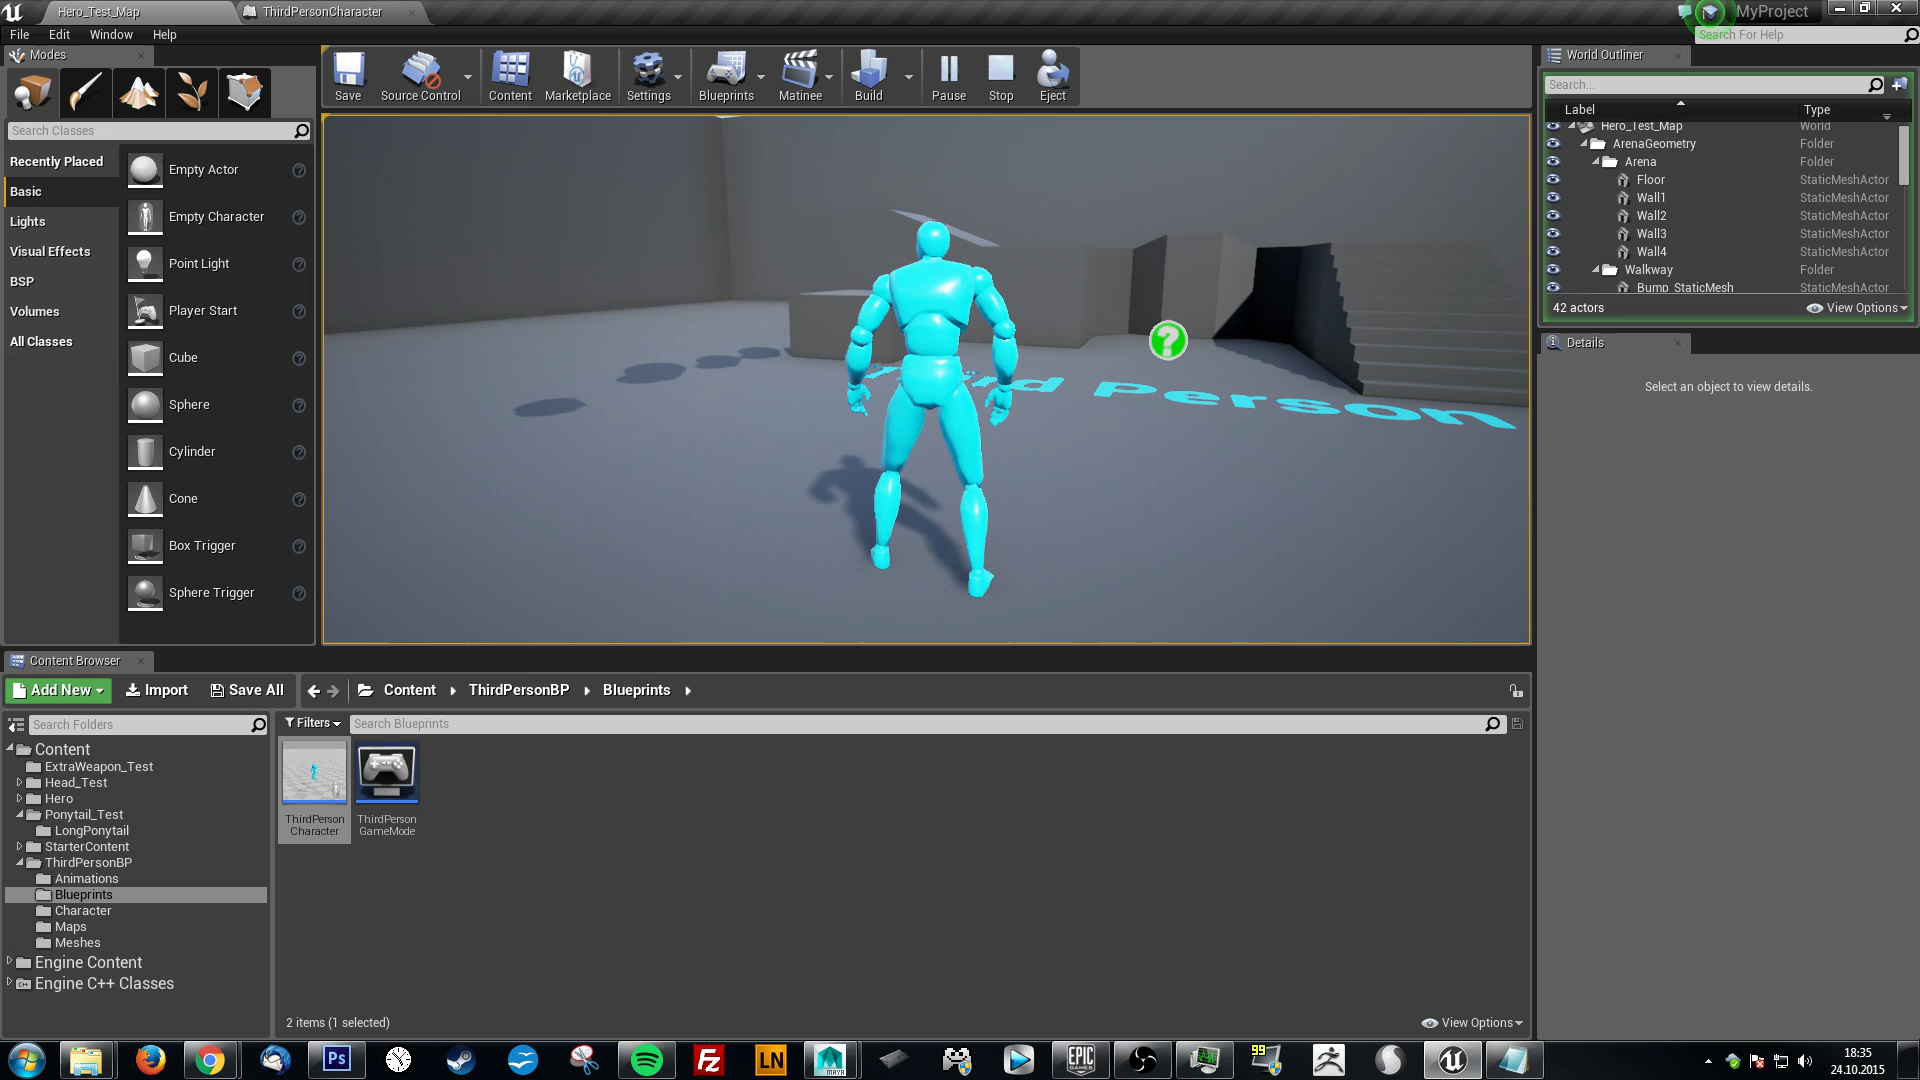 Hero_Test_Map
ThirdPersonCharacter
MyProject
File Edit Window Help
Search For Help
Modes
Save
Source Control
Content
Marketplace
Settings
Blueprints
Matinee
Build
Pause
Stop
Eject
Search Classes
Recently Placed
Basic
Lights
Visual Effects
BSP
Volumes
All Classes
Empty Actor
Empty Character
Point Light
Player Start
Cube
Sphere
Cylinder
Cone
Box Trigger
Sphere Trigger
Person
World Outliner
Search...
Label Type
Hero_Test_Map World
ArenaGeometry Folder
Arena Folder
Floor StaticMeshActor
Wall1 StaticMeshActor
Wall2 StaticMeshActor
Wall3 StaticMeshActor
Wall4 StaticMeshActor
Walkway Folder
Bump_StaticMesh StaticMeshActor
42 actors View Options
Details
Select an object to view details.
Content Browser
Add New Import Save All
Content ThirdPersonBP Blueprints
Search Folders
Filters Search Blueprints
Content
ExtraWeapon_Test
Head_Test
Hero
Ponytail_Test
LongPonytail
StarterContent
ThirdPersonBP
Animations
Blueprints
Character
Maps
Meshes
Engine Content
Engine C++ Classes
ThirdPerson
Character
ThirdPerson
GameMode
2 items (1 selected)
View Options
Ps
Fz
LN
MAYA
EPIC
GAMES
99
18:35
24.10.2015